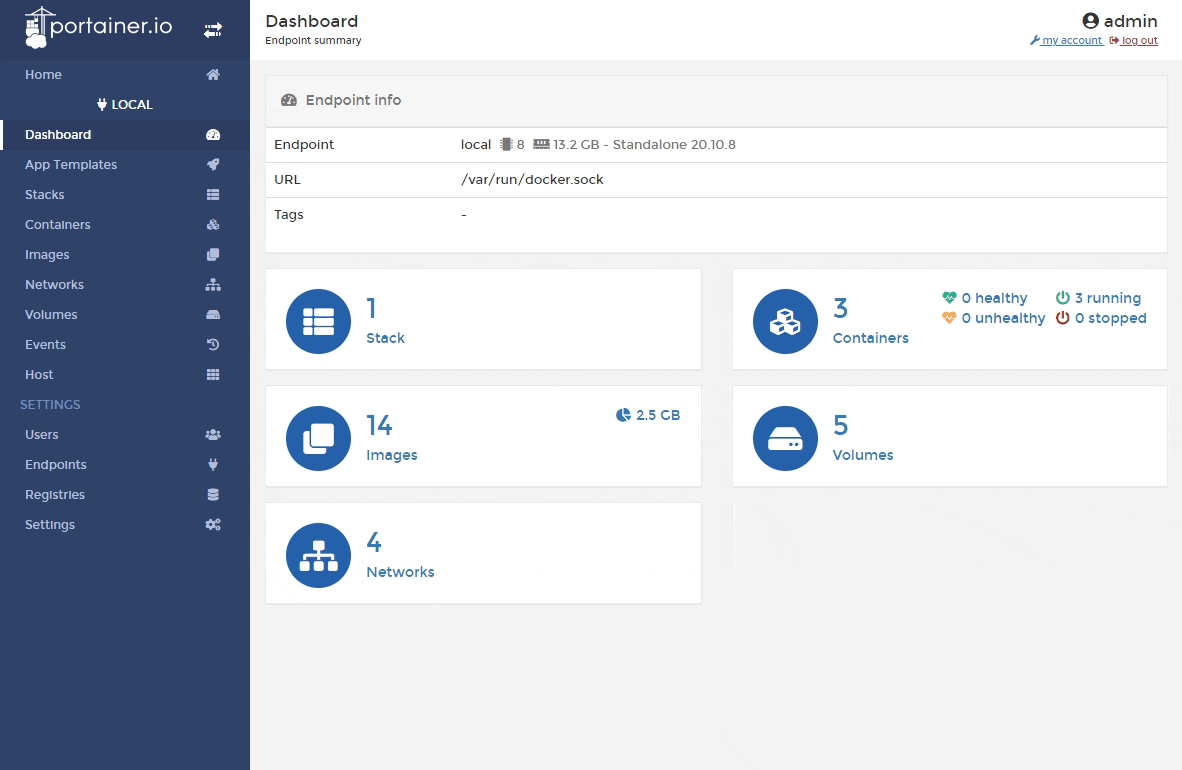 portainer.io
Home
LOCAL
Dashboard
App Templates
Stacks
Containers
Images
Networks
Volumes
Events
Host
SETTINGS
Users
Endpoints
Registries
Settings
Dashboard
Endpoint summary
admin
my account log out
Endpoint info
Endpoint local 8 13.2 GB - Standalone 20.10.8
URL /var/run/docker.sock
Tags -
1
Stack
3
Containers
0 healthy 3 running
0 unhealthy 0 stopped
14
Images
2.5 GB
5
Volumes
4
Networks